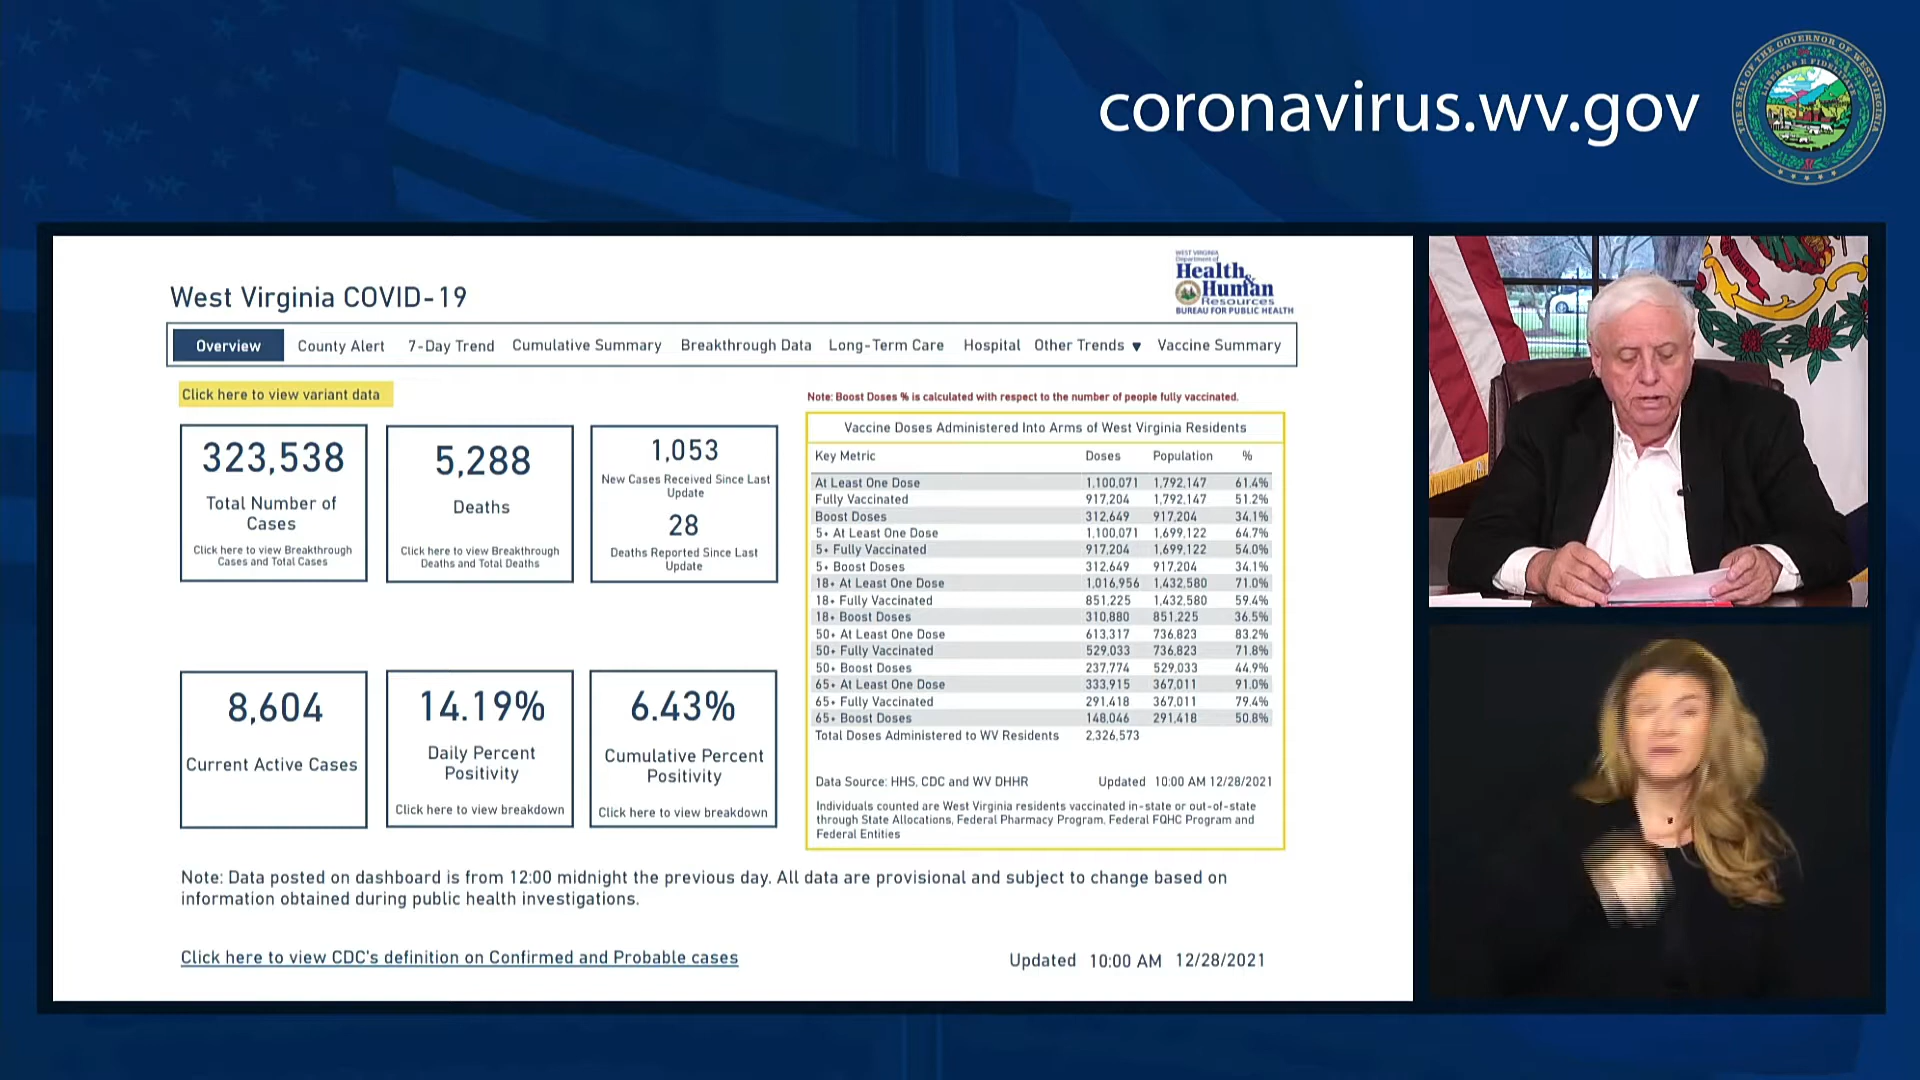 coronavirus.wv.gov
THE SEAL OF THE GOVERNOR OF WEST VIRGINIA
West Virginia COVID-19
WEST VIRGINIA
Department of
Health &
Human
Resources
BUREAU FOR PUBLIC HEALTH
Overview County Alert 7-Day Trend Cumulative Summary Breakthrough Data Long-Term Care Hospital Other Trends ▼ Vaccine Summary
Click here to view variant data
323,538
Total Number of
Cases
Click here to view Breakthrough
Cases and Total Cases
5,288
Deaths
Click here to view Breakthrough
Deaths and Total Deaths
1,053
New Cases Received Since Last
Update
28
Deaths Reported Since Last
Update
8,604
Current Active Cases
14.19%
Daily Percent
Positivity
Click here to view breakdown
6.43%
Cumulative Percent
Positivity
Click here to view breakdown
Note: Boost Doses % is calculated with respect to the number of people fully vaccinated.
Vaccine Doses Administered Into Arms of West Virginia Residents
Key Metric Doses Population %
At Least One Dose 1,100,071 1,792,147 61.4%
Fully Vaccinated 917,204 1,792,147 51.2%
Boost Doses 312,649 917,204 34.1%
5+ At Least One Dose 1,100,071 1,699,122 64.7%
5+ Fully Vaccinated 917,204 1,699,122 54.0%
5+ Boost Doses 312,649 917,204 34.1%
18+ At Least One Dose 1,016,956 1,432,580 71.0%
18+ Fully Vaccinated 851,225 1,432,580 59.4%
18+ Boost Doses 310,880 851,225 36.5%
50+ At Least One Dose 613,317 736,823 83.2%
50+ Fully Vaccinated 529,033 736,823 71.8%
50+ Boost Doses 237,774 529,033 44.9%
65+ At Least One Dose 333,915 367,011 91.0%
65+ Fully Vaccinated 291,418 367,011 79.4%
65+ Boost Doses 148,046 291,418 50.8%
Total Doses Administered to WV Residents 2,326,573
Data Source: HHS, CDC and WV DHHR Updated 10:00 AM 12/28/2021
Individuals counted are West Virginia residents vaccinated in-state or out-of-state
through State Allocations, Federal Pharmacy Program, Federal FQHC Program and
Federal Entities
Note: Data posted on dashboard is from 12:00 midnight the previous day. All data are provisional and subject to change based on
information obtained during public health investigations.
Click here to view CDC's definition on Confirmed and Probable cases
Updated 10:00 AM 12/28/2021